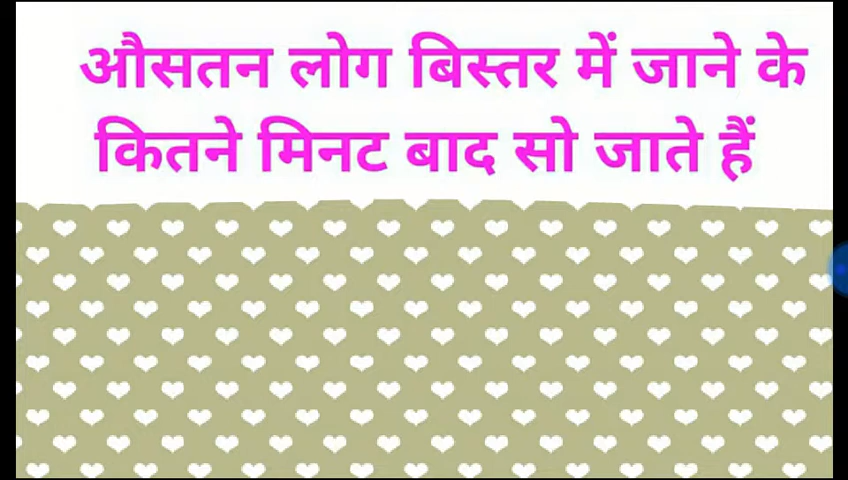 औसतन लोग बिस्तर में जाने के
कितने मिनट बाद सो जाते हैं